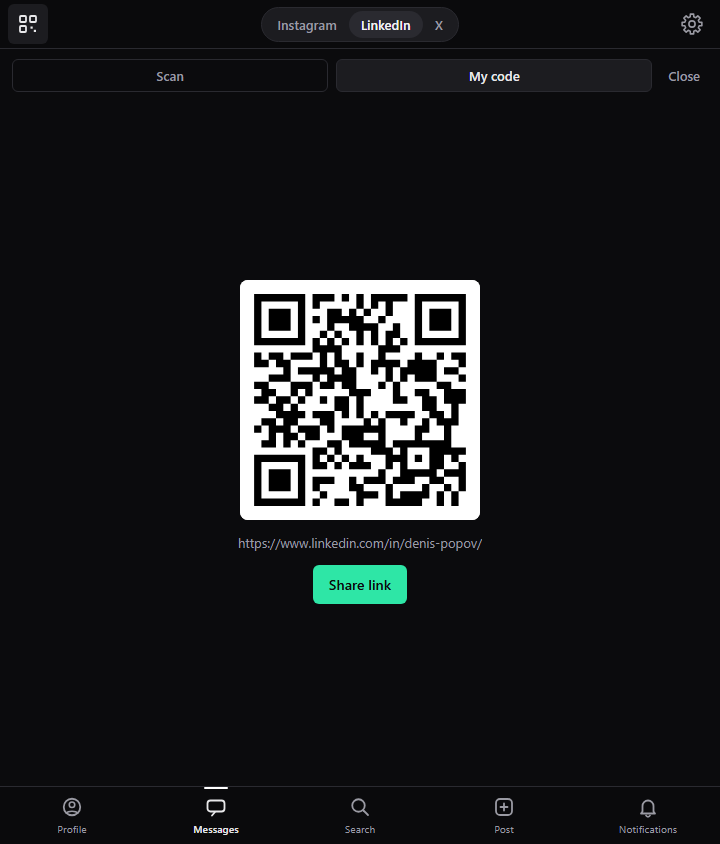 Instagram LinkedIn X
Scan My code Close
https://www.linkedin.com/in/denis-popov/
Share link
Profile Messages Search Post Notifications